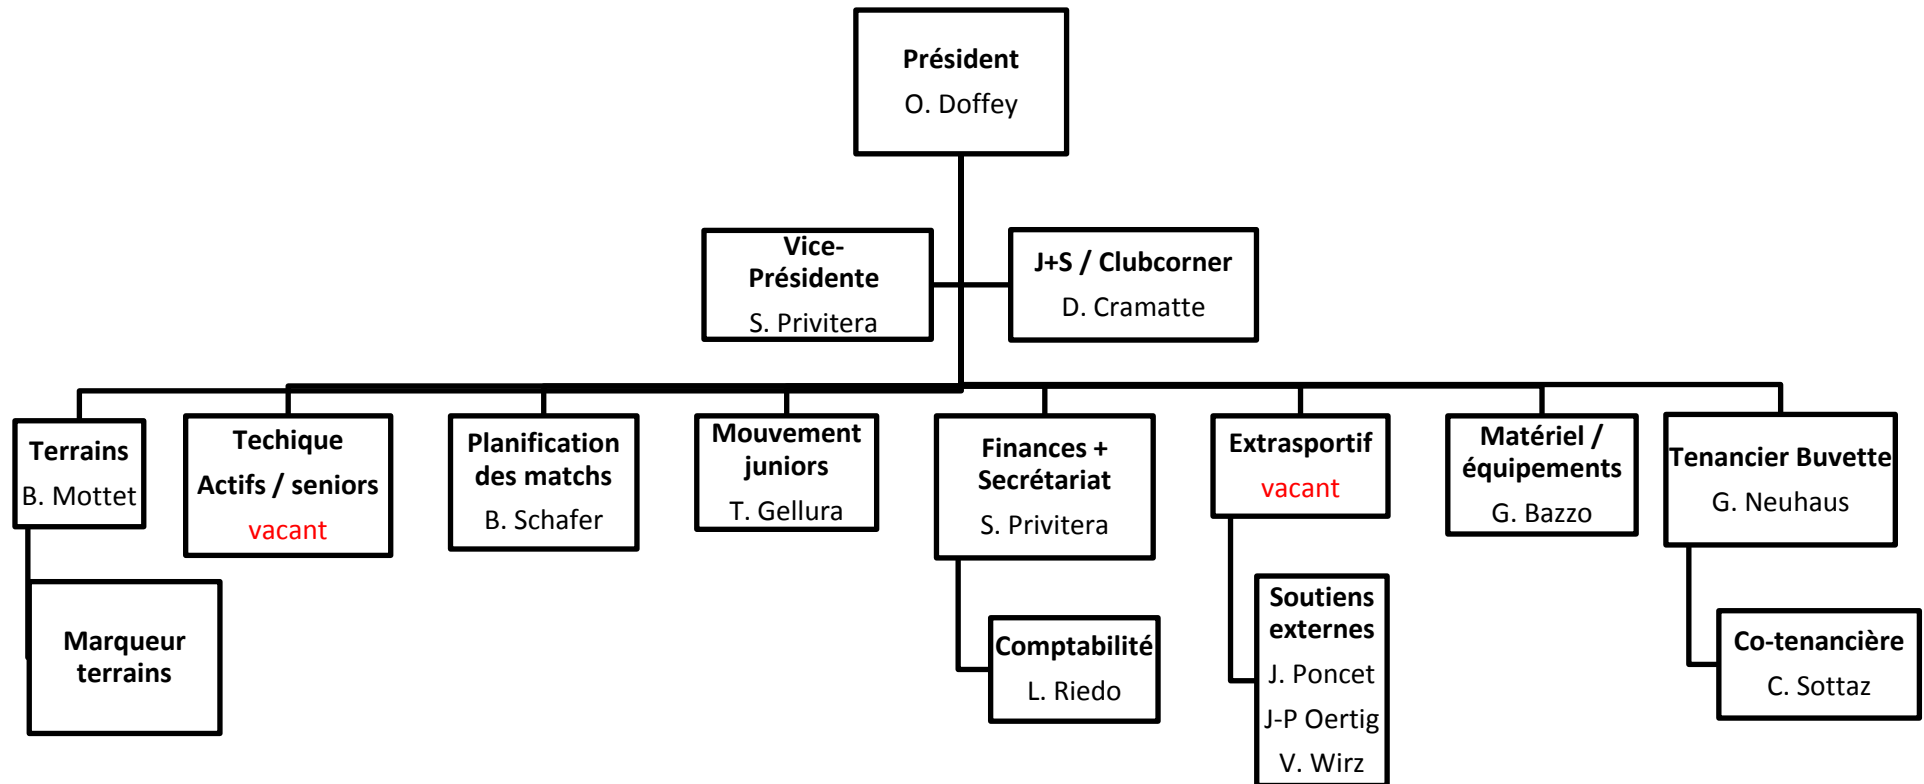 Président
O. Doffey
Vice-
Présidente
S. Privitera
J+S / Clubcorner
D. Cramatte
Terrains
B. Mottet
Techique
Actifs / seniors
vacant
Planification
des matchs
B. Schafer
Mouvement
juniors
T. Gellura
Finances +
Secrétariat
S. Privitera
Extrasportif
vacant
Matériel /
équipements
G. Bazzo
Tenancier Buvette
G. Neuhaus
Marqueur
terrains
Comptabilité
L. Riedo
Soutiens
externes
J. Poncet
J-P Oertig
V. Wirz
Co-tenancière
C. Sottaz